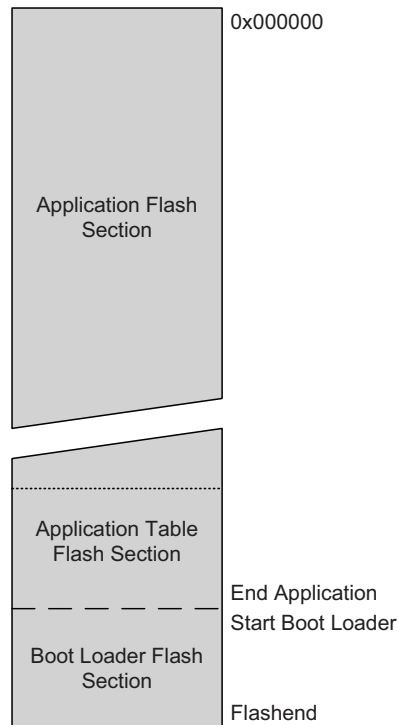 0x000000
Application Flash
Section
Application Table
Flash Section
End Application
Start Boot Loader
Boot Loader Flash
Section
Flashend